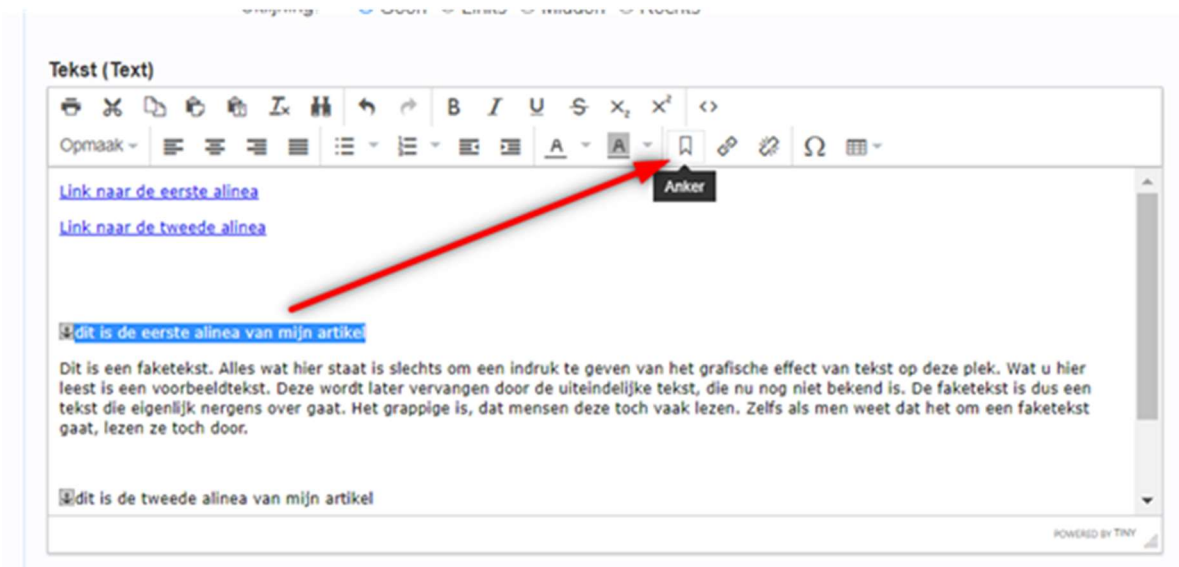 Tekst (Text)
B I U S X₂ X² <>
Opmaak A A Ω
Anker
Link naar de eerste alinea
Link naar de tweede alinea
dit is de eerste alinea van mijn artikel
Dit is een faketekst. Alles wat hier staat is slechts om een indruk te geven van het grafische effect van tekst op deze plek. Wat u hier
leest is een voorbeeldtekst. Deze wordt later vervangen door de uiteindelijke tekst, die nu nog niet bekend is. De faketekst is dus een
tekst die eigenlijk nergens over gaat. Het grappige is, dat mensen deze toch vaak lezen. Zelfs als men weet dat het om een faketekst
gaat, lezen ze toch door.
dit is de tweede alinea van mijn artikel
POWERED BY TINY